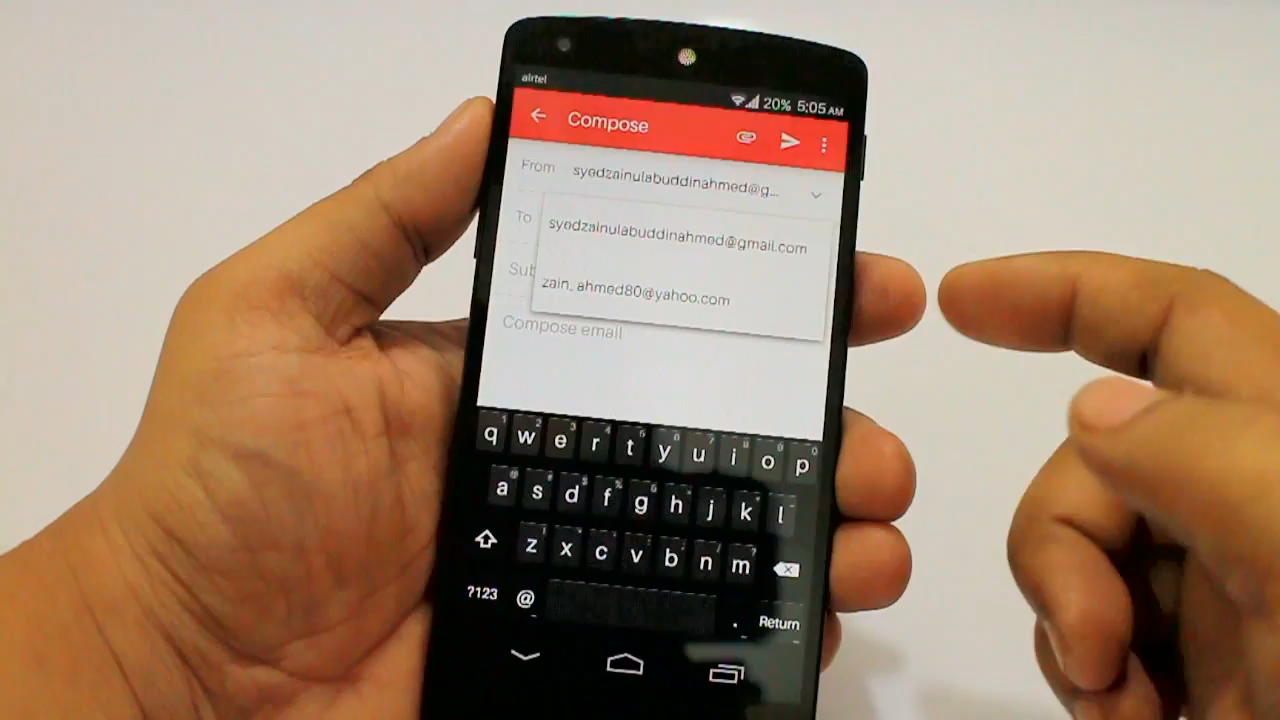 airtel 20% 5:05 AM
Compose
From syedzainulabuddinahmed@g...
To
syedzainulabuddinahmed@gmail.com
Sub
zain_ahmed80@yahoo.com
Compose email
q w e r t y u i o p
a s d f g h j k l
z x c v b n m
?123 @ . Return